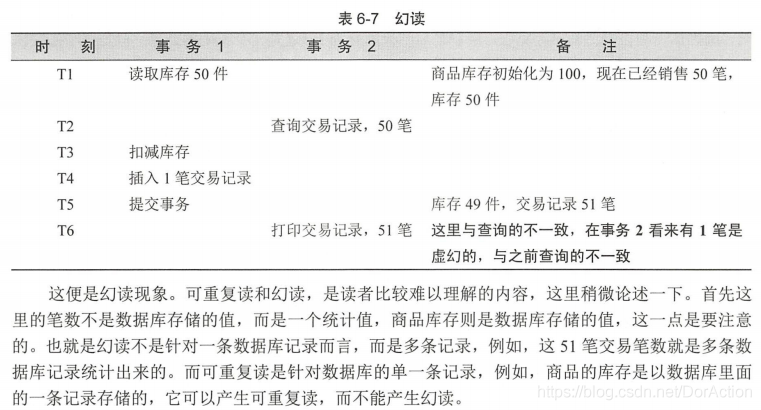 表 6-7 幻读
时 刻 事 务 1 事 务 2 备 注
T1 读取库存 50 件 商品库存初始化为 100，现在已经销售 50 笔，
库存 50 件
T2 查询交易记录，50 笔
T3 扣减库存
T4 插入 1 笔交易记录
T5 提交事务 库存 49 件，交易记录 51 笔
T6 打印交易记录，51 笔 这里与查询的不一致，在事务 2 看来有 1 笔是
虚幻的，与之前查询的不一致
这便是幻读现象。可重复读和幻读，是读者比较难以理解的内容，这里稍微论述一下。首先这
里的笔数不是数据库存储的值，而是一个统计值，商品库存则是数据库存储的值，这一点是要注意
的。也就是幻读不是针对一条数据库记录而言，而是多条记录，例如，这 51 笔交易笔数就是多条数
据库记录统计出来的。而可重复读是针对数据库的单一条记录，例如，商品的库存是以数据库里面
的一条记录存储的，它可以产生可重复读，而不能产生幻读。
https://blog.csdn.net/DorAction